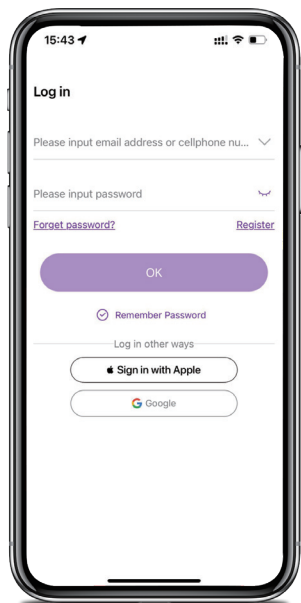 15:43
Log in
Please input email address or cellphone nu...
Please input password
Forget password? Register
OK
Remember Password
Log in other ways
Sign in with Apple
Google